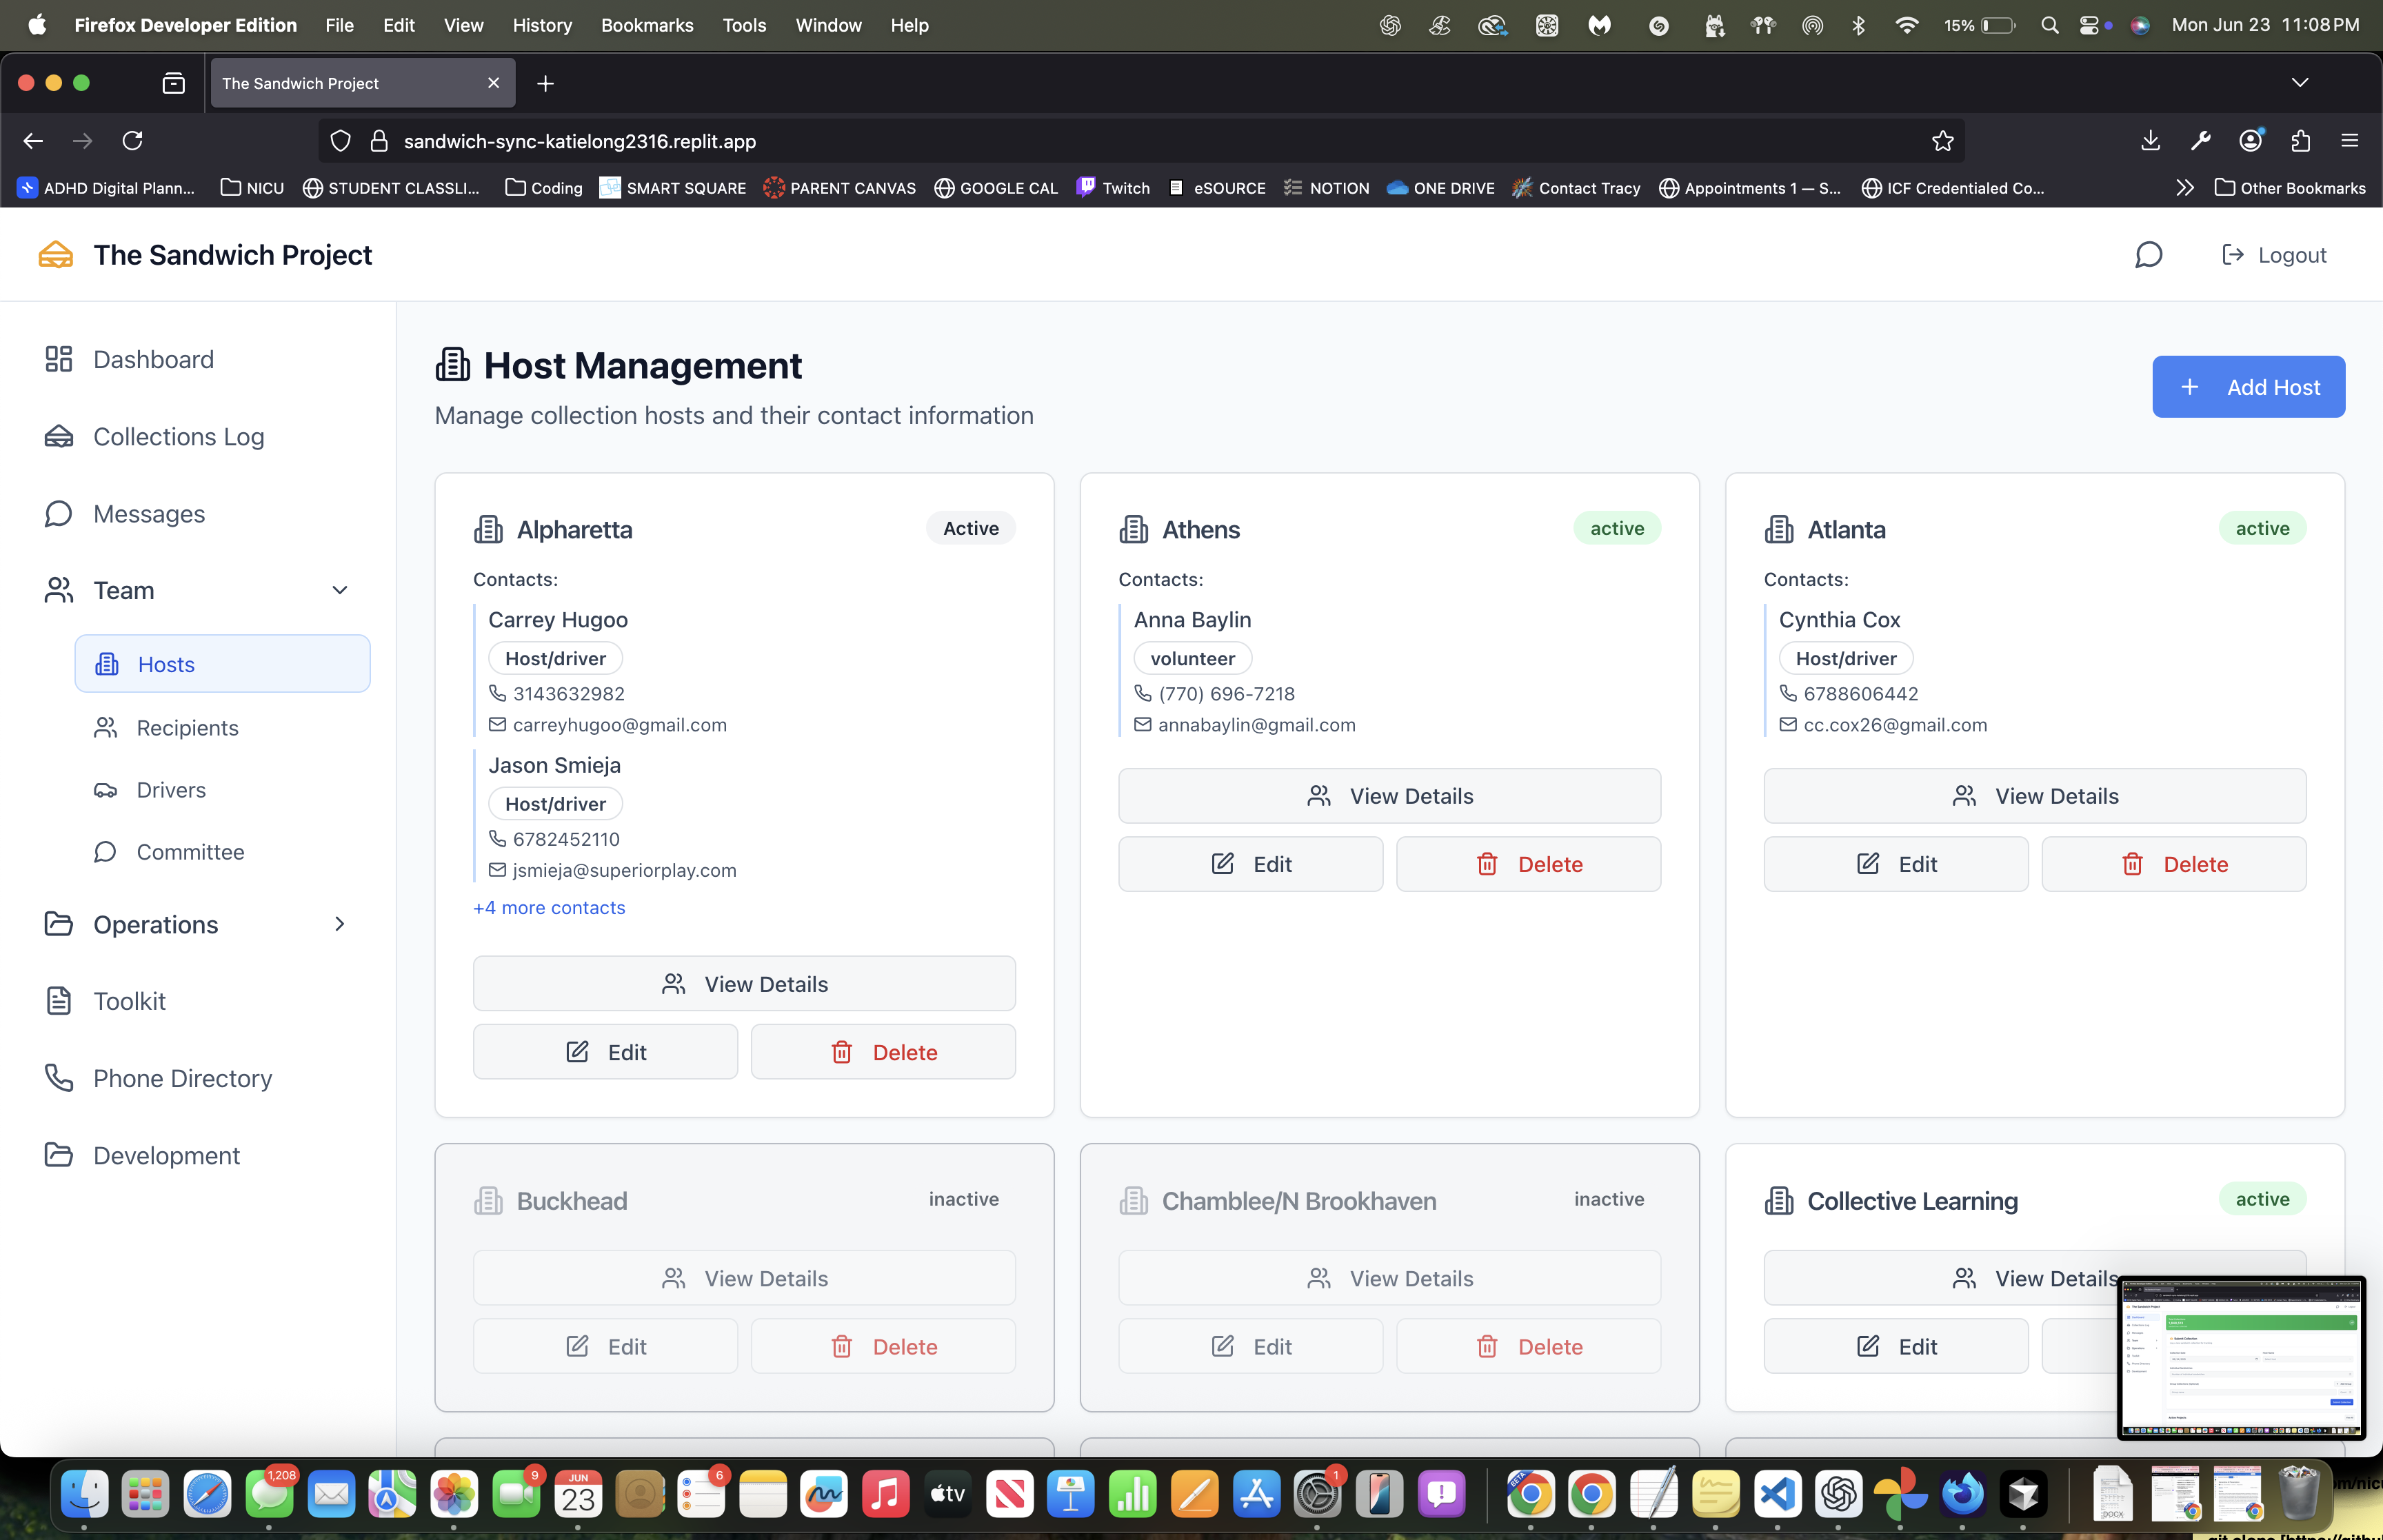 Firefox Developer Edition File Edit View History Bookmarks Tools Window Help 15% Mon Jun 23 11:08 PM
The Sandwich Project
sandwich-sync-katielong2316.replit.app
ADHD Digital Plann... NICU STUDENT CLASSLI... Coding SMART SQUARE PARENT CANVAS GOOGLE CAL Twitch eSOURCE NOTION ONE DRIVE Contact Tracy Appointments 1 — S... ICF Credentialed Co... Other Bookmarks
The Sandwich Project
Logout
Dashboard
Collections Log
Messages
Team
Hosts
Recipients
Drivers
Committee
Operations
Toolkit
Phone Directory
Development
Host Management
Manage collection hosts and their contact information
+ Add Host
Alpharetta Active
Contacts:
Carrey Hugoo
Host/driver
3143632982
carreyhugoo@gmail.com
Jason Smieja
Host/driver
6782452110
jsmieja@superiorplay.com
+4 more contacts
View Details
Edit Delete
Athens active
Contacts:
Anna Baylin
volunteer
(770) 696-7218
annabaylin@gmail.com
View Details
Edit Delete
Atlanta active
Contacts:
Cynthia Cox
Host/driver
6788606442
cc.cox26@gmail.com
View Details
Edit Delete
Buckhead inactive
View Details
Edit Delete
Chamblee/N Brookhaven inactive
View Details
Edit Delete
Collective Learning active
View Details
Edit
1,208 9 JUN 23 6 tv 1 BETA DOCX